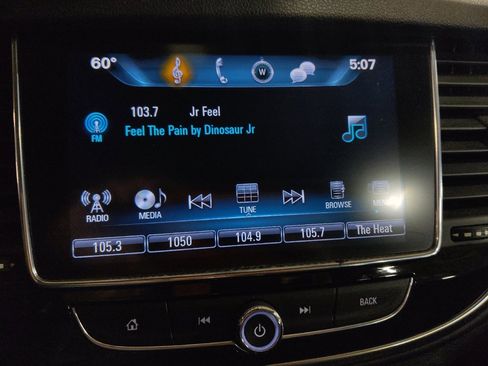 60° W 5:07
103.7 Jr Feel
FM Feel The Pain by Dinosaur Jr
RADIO MEDIA TUNE BROWSE MENU
105.3 1050 104.9 105.7 The Heat
BACK